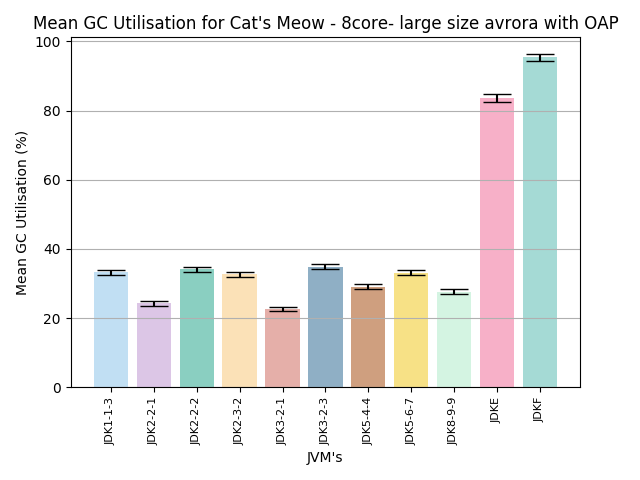 Mean GC Utilisation for Cat's Meow - 8core- large size avrora with OAP
Mean GC Utilisation (%)
100
80
60
40
20
0
JDK1-1-3
JDK2-2-1
JDK2-2-2
JDK2-3-2
JDK3-2-1
JDK3-2-3
JDK5-4-4
JDK5-6-7
JDK8-9-9
JDKE
JDKF
JVM's